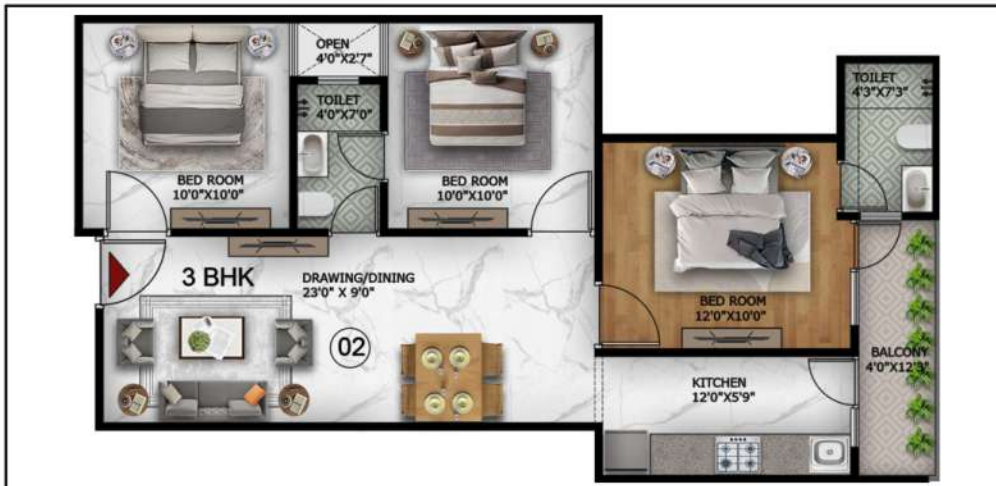 OPEN
4'0"X2'7"
TOILET
4'0"X7'0"
BED ROOM
10'0"X10'0"
BED ROOM
10'0"X10'0"
TOILET
4'3"X7'3"
3 BHK
DRAWING/DINING
23'0" X 9'0"
02
BED ROOM
12'0"X10'0"
BALCONY
4'0"X12'3"
KITCHEN
12'0"X5'9"